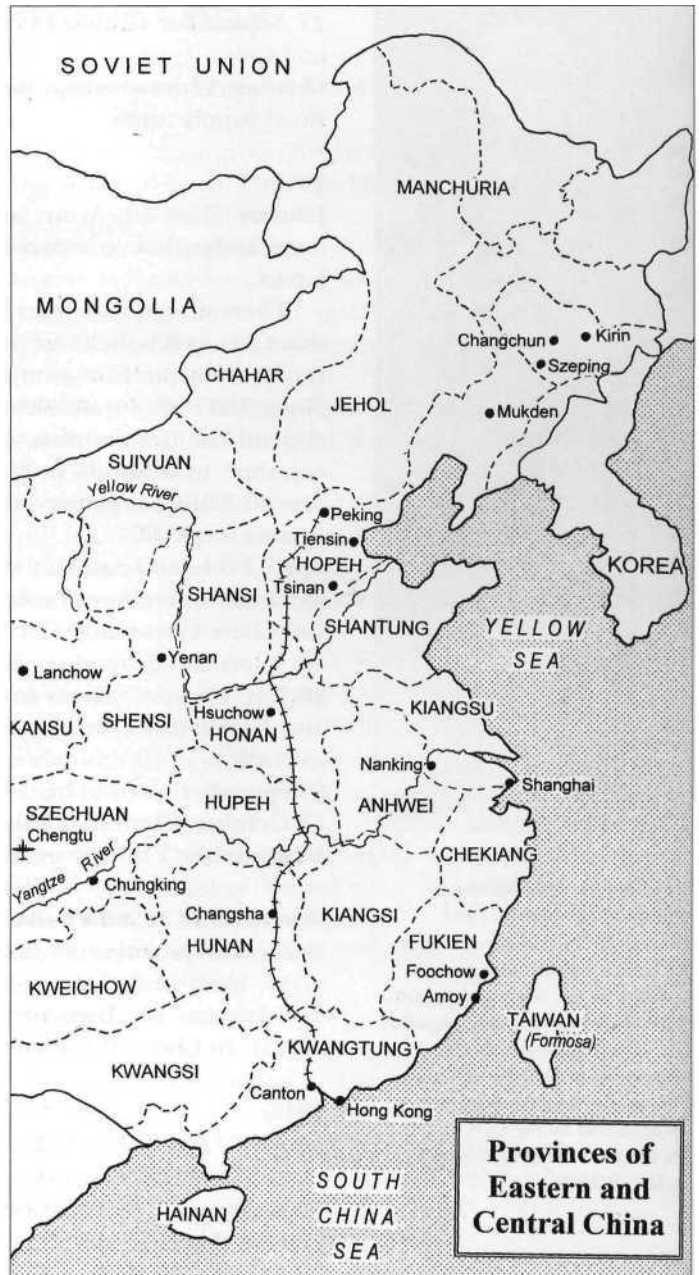 SOVIET UNION
MANCHURIA
MONGOLIA
Changchun
Kirin
Szeping
CHAHAR
JEHOL
Mukden
SUIYUAN
Yellow River
Peking
Tiensin
HOPEH
KOREA
Tsinan
SHANSI
SHANTUNG
YELLOW
SEA
Yenan
Lanchow
KIANGSU
KANSU
SHENSI
Hsuchow
HONAN
Nanking
Shanghai
SZECHUAN
HUPEH
ANHWEI
Chengtu
CHEKIANG
Yangtze River
Chungking
Changsha
KIANGSI
HUNAN
FUKIEN
Foochow
KWEICHOW
Amoy
TAIWAN
(Formosa)
KWANGTUNG
KWANGSI
Canton
Hong Kong
Provinces of
Eastern and
Central China
SOUTH
CHINA
SEA
HAINAN